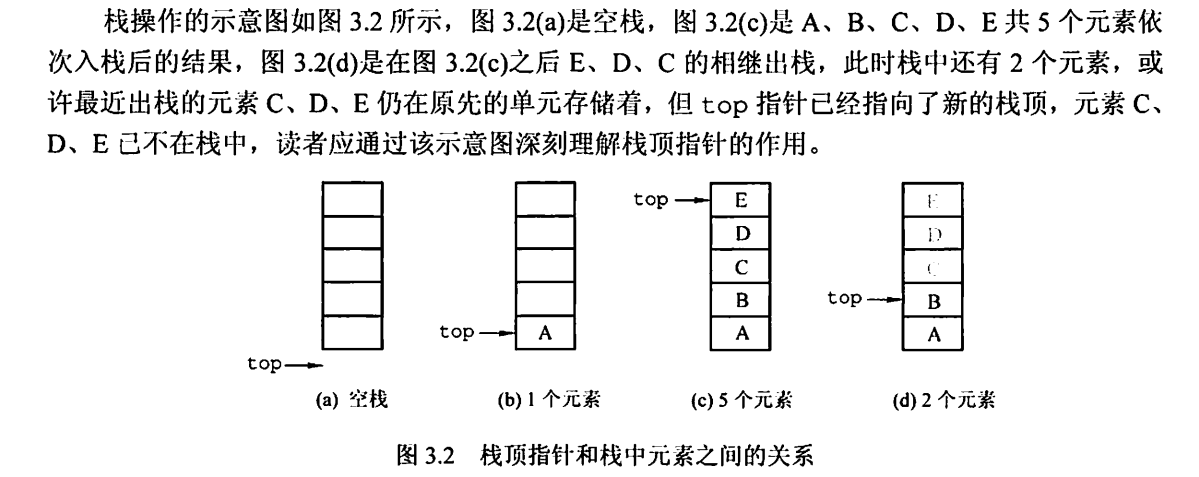 栈操作的示意图如图 3.2 所示，图 3.2(a)是空栈，图 3.2(c)是 A、B、C、D、E 共 5 个元素依
次入栈后的结果，图 3.2(d)是在图 3.2(c)之后 E、D、C 的相继出栈，此时栈中还有 2 个元素，或
许最近出栈的元素 C、D、E 仍在原先的单元存储着，但 top 指针已经指向了新的栈顶，元素 C、
D、E 已不在栈中，读者应通过该示意图深刻理解栈顶指针的作用。
top
(a) 空栈
top
A
(b) 1 个元素
top
E
D
C
B
A
(c) 5 个元素
E
D
C
top
B
A
(d) 2 个元素
图 3.2 栈顶指针和栈中元素之间的关系